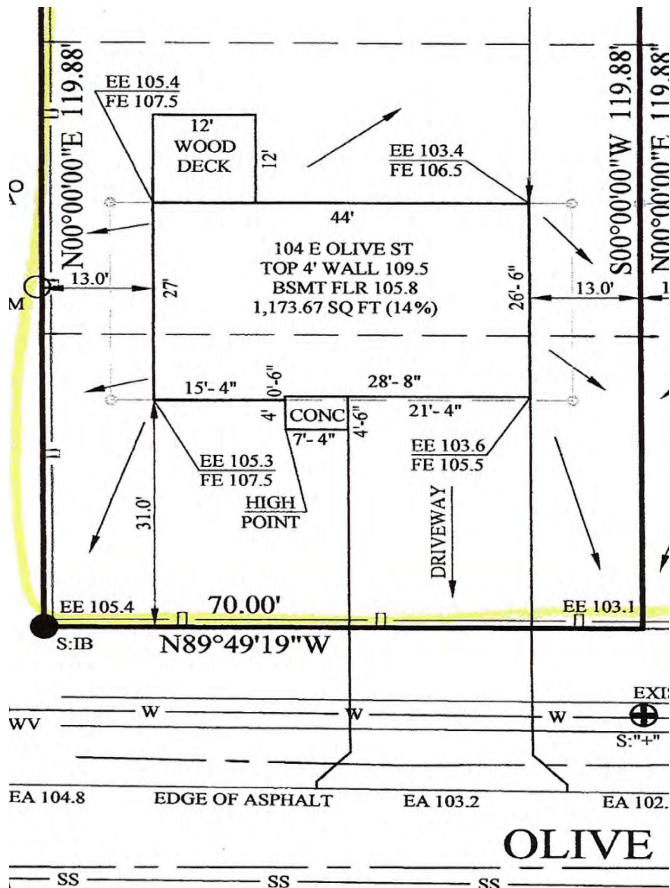 N00°00'00"E 119.88'
S00°00'00"W 119.88'
N00°00'00"E 119.88'
EE 105.4
FE 107.5
12'
WOOD
DECK
12'
EE 103.4
FE 106.5
44'
104 E OLIVE ST
TOP 4' WALL 109.5
BSMT FLR 105.8
1,173.67 SQ FT (14%)
13.0'
27'
26'- 6"
13.0'
1
M
15'- 4"
0'-6"
28'- 8"
4'
CONC
4'-6"
21'- 4"
7'- 4"
EE 105.3
FE 107.5
HIGH
POINT
EE 103.6
FE 105.5
31.0'
DRIVEWAY
EE 105.4
70.00'
EE 103.1
S:IB
N89°49'19"W
EXIS
WV
W
W
W
S:"+"
EA 104.8
EDGE OF ASPHALT
EA 103.2
EA 102.
OLIVE
SS
SS
SS